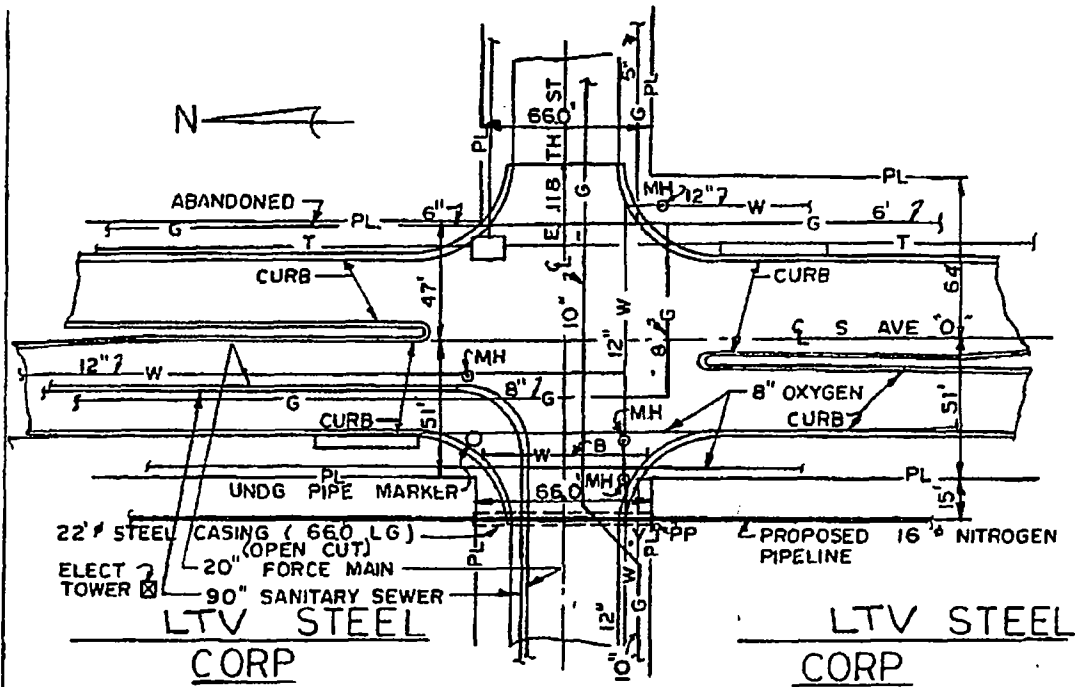 N
66.0'
E 118 TH ST
5"
G
PL
PL
ABANDONED
PL
6"
G
T
MH
12"
W
G
6'
PL
T
CURB
47'
10"
G
℄
12"
W
8"
G
CURB
64'
℄ S AVE "O"
12"
W
MH
8"
G
G
MH
8" OXYGEN
CURB
51'
CURB
51'
W
B
PL
PL
15'
UNDG PIPE MARKER
MH
66.0'
22"⌀ STEEL CASING ( 66.0 LG )
(OPEN CUT)
PL
PL
PP
PROPOSED 16"⌀ NITROGEN
PIPELINE
20" FORCE MAIN
ELECT
TOWER
90" SANITARY SEWER
12"
W
10"
G
LTV STEEL
CORP
LTV STEEL
CORP